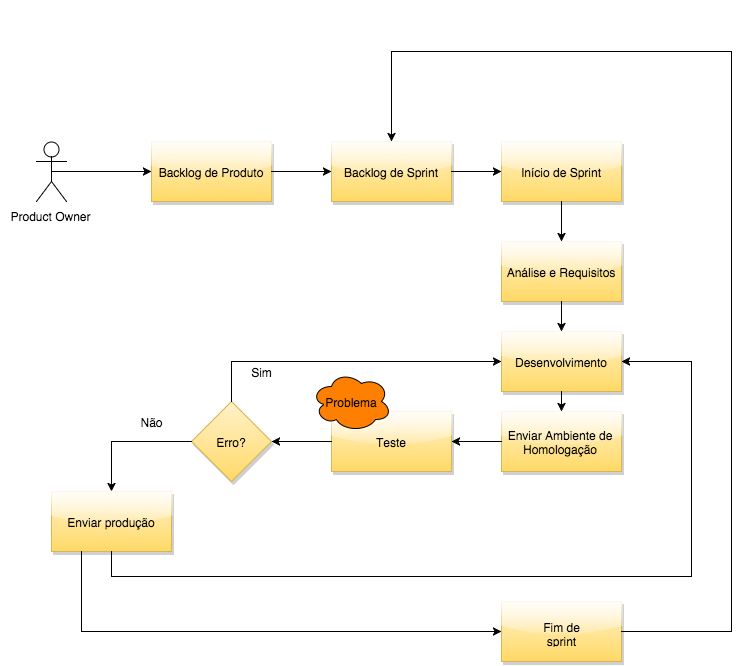 Product Owner
Backlog de Produto
Backlog de Sprint
Início de Sprint
Análise e Requisitos
Desenvolvimento
Sim
Problema
Não
Erro?
Teste
Enviar Ambiente de
Homologação
Enviar produção
Fim de
sprint